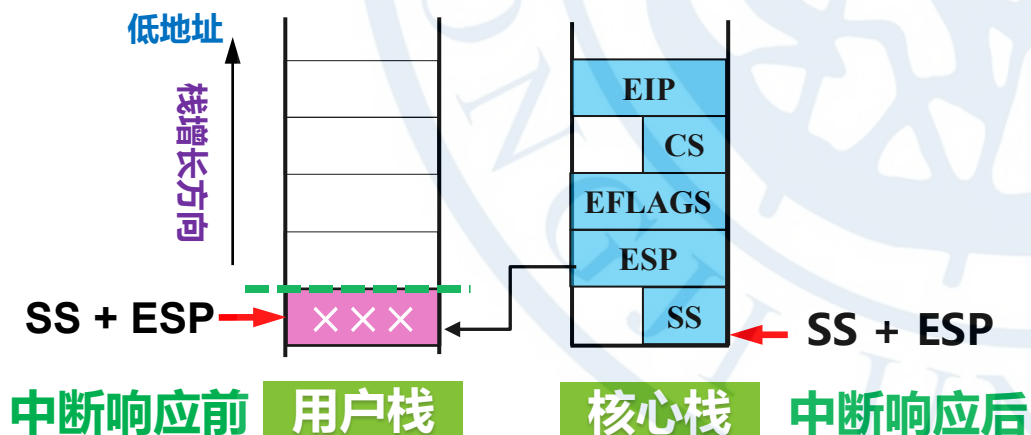 低地址
栈增长方向
EIP
CS
EFLAGS
ESP
SS
SS + ESP
×××
SS + ESP
中断响应前
用户栈
核心栈
中断响应后